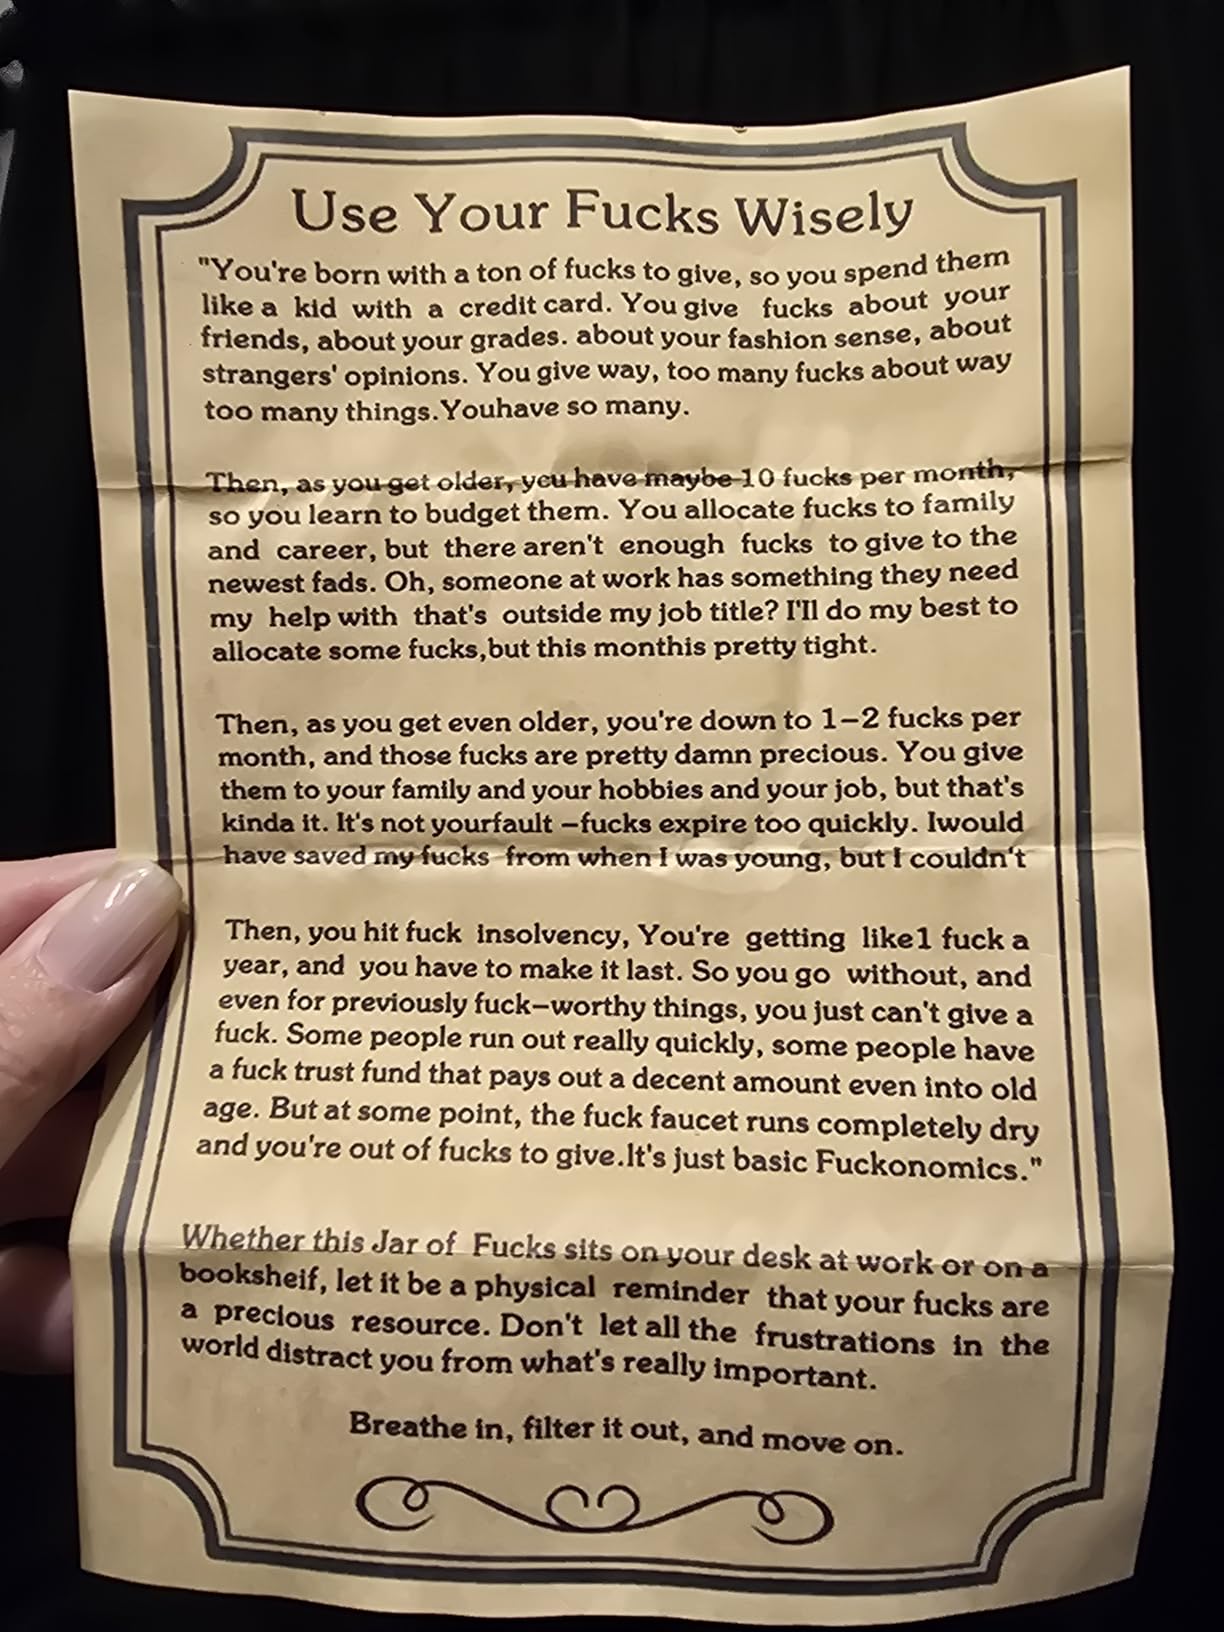 Use Your Fucks Wisely
"You're born with a ton of fucks to give, so you spend them
like a kid with a credit card. You give fucks about your
friends, about your grades. about your fashion sense, about
strangers' opinions. You give way, too many fucks about way
too many things.Youhave so many.
Then, as you get older, you have maybe 10 fucks per month,
so you learn to budget them. You allocate fucks to family
and career, but there aren't enough fucks to give to the
newest fads. Oh, someone at work has something they need
my help with that's outside my job title? I'll do my best to
allocate some fucks,but this monthis pretty tight.
Then, as you get even older, you're down to 1-2 fucks per
month, and those fucks are pretty damn precious. You give
them to your family and your hobbies and your job, but that's
kinda it. It's not yourfault -fucks expire too quickly. Iwould
have saved my fucks from when I was young, but I couldn't
Then, you hit fuck insolvency, You're getting like1 fuck a
year, and you have to make it last. So you go without, and
even for previously fuck-worthy things, you just can't give a
fuck. Some people run out really quickly, some people have
a fuck trust fund that pays out a decent amount even into old
age. But at some point, the fuck faucet runs completely dry
and you're out of fucks to give.It's just basic Fuckonomics."
Whether this Jar of Fucks sits on your desk at work or on a
booksheif, let it be a physical reminder that your fucks are
a precious resource. Don't let all the frustrations in the
world distract you from what's really important.
Breathe in, filter it out, and move on.